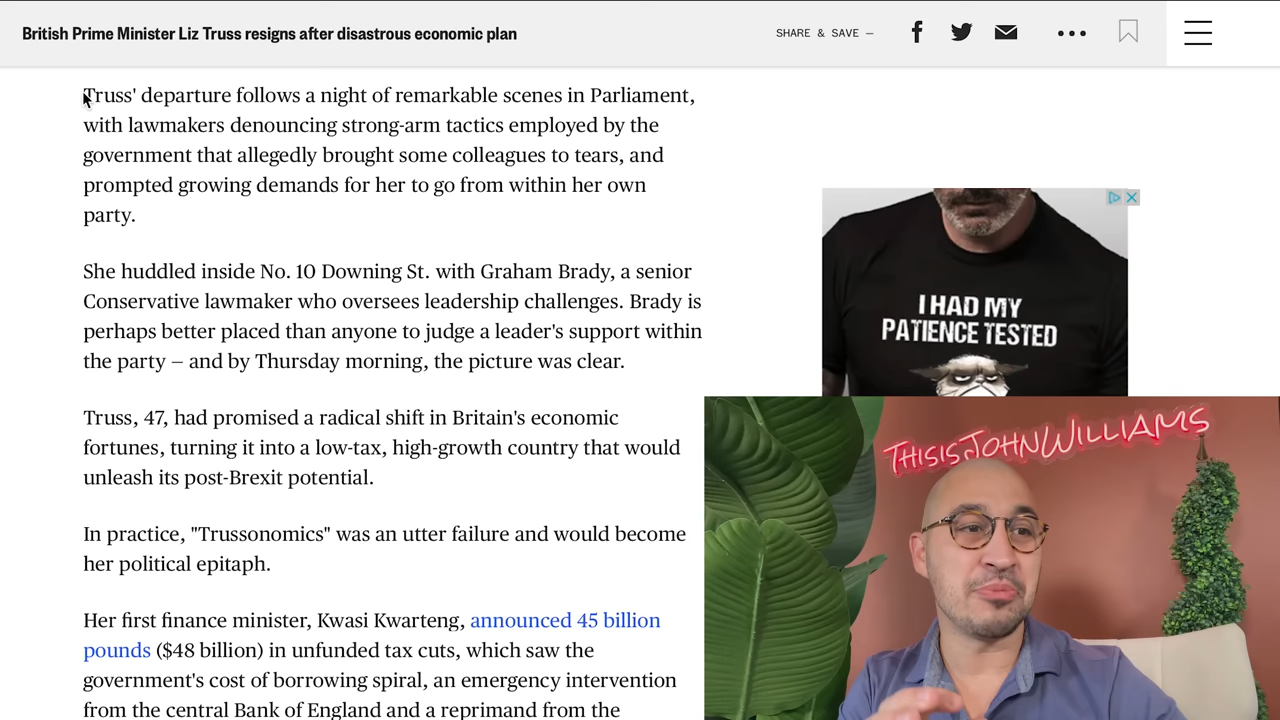 British Prime Minister Liz Truss resigns after disastrous economic plan
SHARE & SAVE —
Truss' departure follows a night of remarkable scenes in Parliament,
with lawmakers denouncing strong-arm tactics employed by the
government that allegedly brought some colleagues to tears, and
prompted growing demands for her to go from within her own
party.
She huddled inside No. 10 Downing St. with Graham Brady, a senior
Conservative lawmaker who oversees leadership challenges. Brady is
perhaps better placed than anyone to judge a leader's support within
the party — and by Thursday morning, the picture was clear.
Truss, 47, had promised a radical shift in Britain's economic
fortunes, turning it into a low-tax, high-growth country that would
unleash its post-Brexit potential.
In practice, "Trussonomics" was an utter failure and would become
her political epitaph.
Her first finance minister, Kwasi Kwarteng, announced 45 billion
pounds ($48 billion) in unfunded tax cuts, which saw the
government's cost of borrowing spiral, an emergency intervention
from the central Bank of England and a reprimand from the
I HAD MY
PATIENCE TESTED
THISISJOHNWILLIAMS